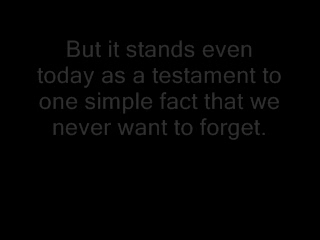 But it stands even
today as a testament to
one simple fact that we
never want to forget.